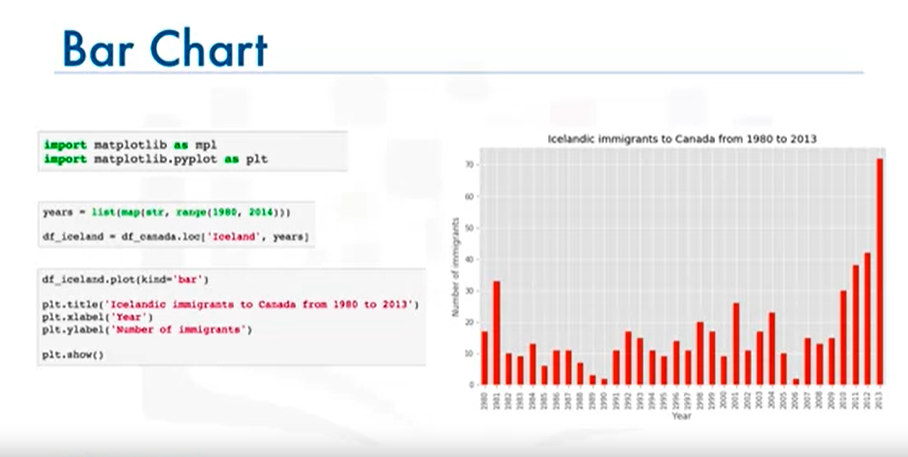 Bar Chart
import matplotlib as mpl
import matplotlib.pyplot as plt
years = list(map(str, range(1980, 2014)))
df_iceland = df_canada.loc['Iceland', years]
df_iceland.plot(kind='bar')
plt.title('Icelandic immigrants to Canada from 1980 to 2013')
plt.xlabel('Year')
plt.ylabel('Number of immigrants')
plt.show()
Icelandic immigrants to Canada from 1980 to 2013
Number of immigrants
70
60
50
40
30
20
10
0
1980 1981 1982 1983 1984 1985 1986 1987 1988 1989 1990 1991 1992 1993 1994 1995 1996 1997 1998 1999 2000 2001 2002 2003 2004 2005 2006 2007 2008 2009 2010 2011 2012 2013
Year